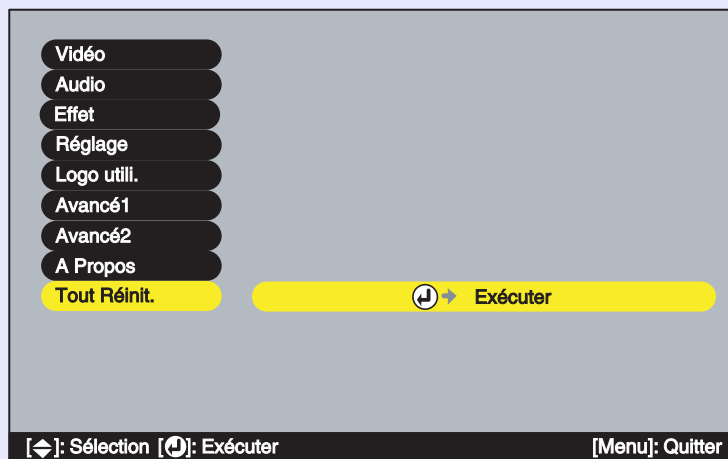 Vidéo
Audio
Effet
Réglage
Logo utili.
Avancé1
Avancé2
A Propos
Tout Réinit. Exécuter
[◆]: Sélection [⏎]: Exécuter [Menu]: Quitter